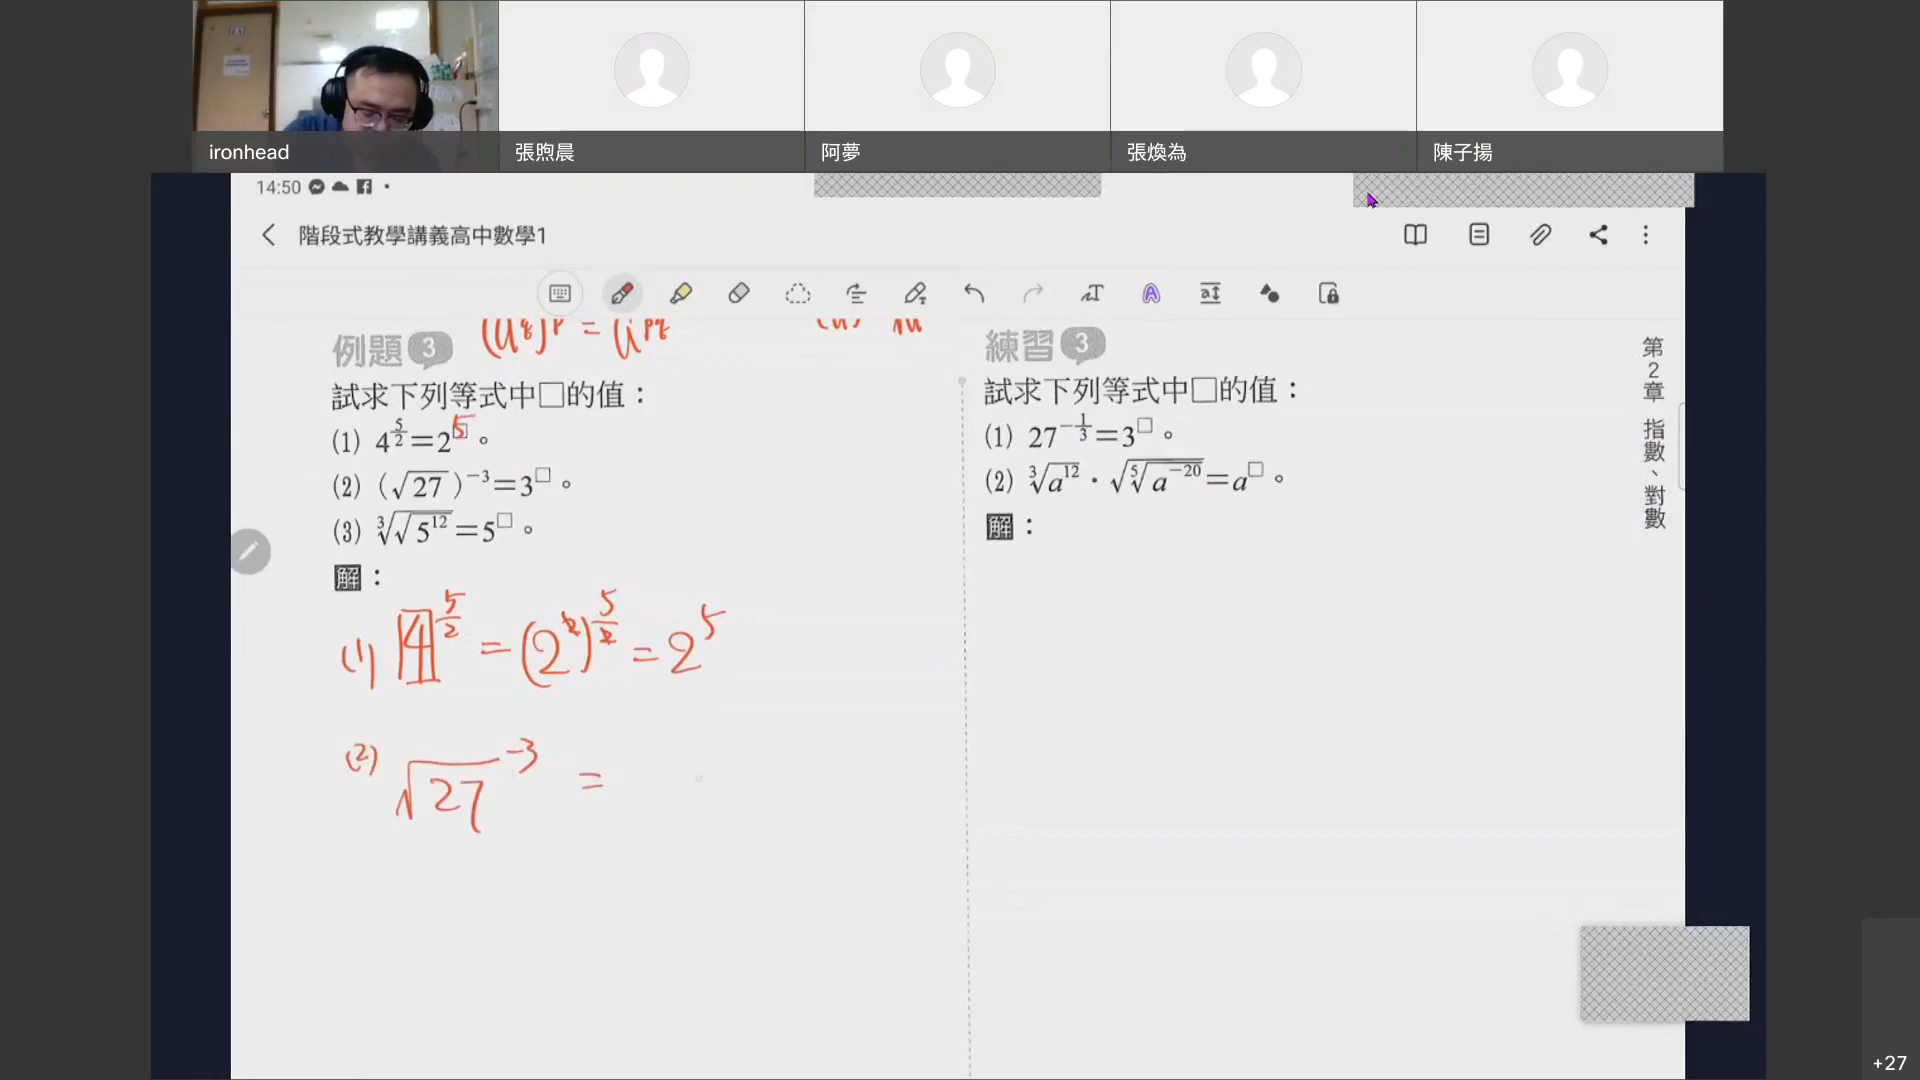 ironhead
張煦晨
阿夢
張煥為
陳子揚
14:50
階段式教學講義高中數學1
例題 3
試求下列等式中□的值：
(1) 4^{5/2}=2^{□}。 5
(2) (√27)^{-3}=3^{□}。
(3) ∛√(5^{12})=5^{□}。
解：
(1) 4^{5/2} = (2^2)^{5/2} = 2^5
(2) √27^{-3} =
練習 3
試求下列等式中□的值：
(1) 27^{-1/3}=3^{□}。
(2) ∛(a^{12})·√(⁵√(a^{-20}))=a^{□}。
解：
第2章 指數、對數
+27